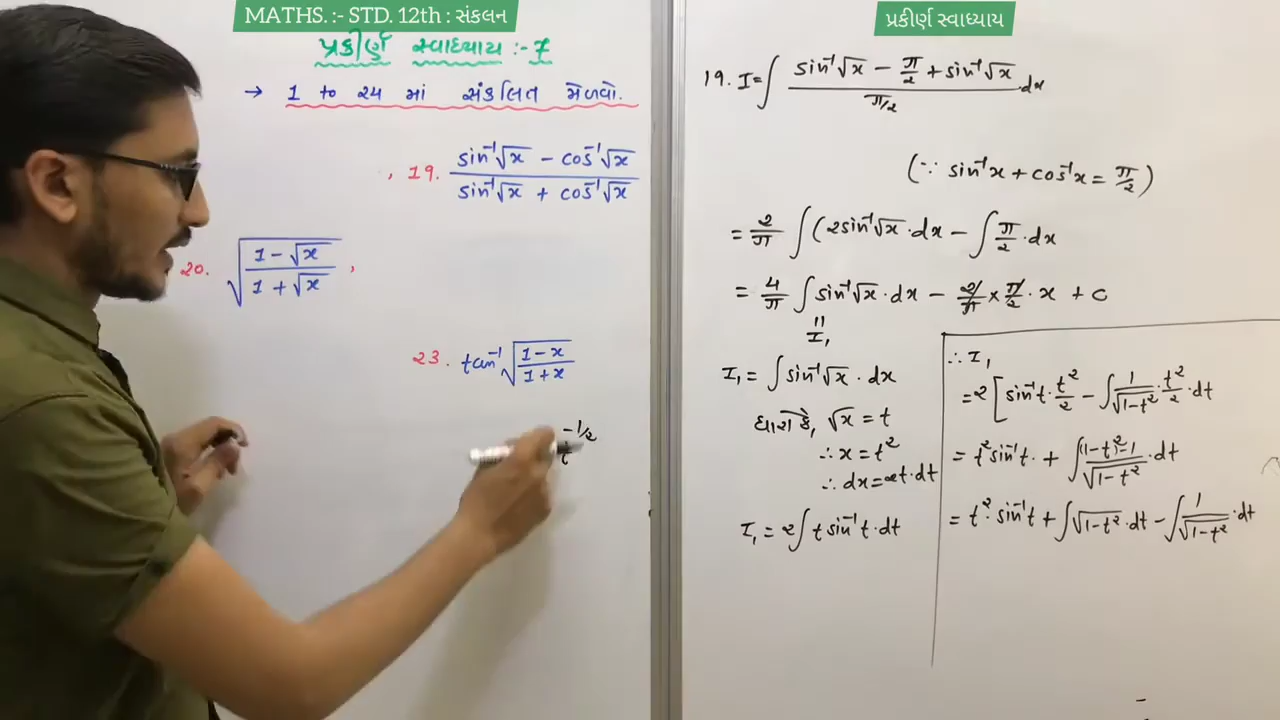 MATHS. :- STD. 12th : સંકલન
પ્રકીર્ણ સ્વાધ્યાય :- 7
→ 1 to 24 માં સંકલિત મેળવો.
, 19. (sin⁻¹√x − cos⁻¹√x) / (sin⁻¹√x + cos⁻¹√x)
20. √((1 − √x) / (1 + √x)) ,
23. tan⁻¹ √((1 − x) / (1 + x))
−1/2
પ્રકીર્ણ સ્વાધ્યાય
19. I = ∫ (sin⁻¹√x − π/2 + sin⁻¹√x) / (π/2) · dx
(∵ sin⁻¹x + cos⁻¹x = π/2)
= 2/π ∫ (2sin⁻¹√x · dx − ∫ π/2 · dx
= 4/π ∫ sin⁻¹√x · dx − 2/π × π/2 · x + c
"
I₁
I₁ = ∫ sin⁻¹√x · dx
ધારો કે, √x = t
∴ x = t²
∴ dx = 2t · dt
I₁ = 2 ∫ t sin⁻¹t · dt
∴ I₁
= 2 [ sin⁻¹t · t²/2 − ∫ 1/√(1−t²) · t²/2 · dt
= t² sin⁻¹t · + ∫ ((1−t)²−1) / √(1−t²) · dt
= t² · sin⁻¹t + ∫ √(1−t²) · dt − ∫ 1/√(1−t²) · dt